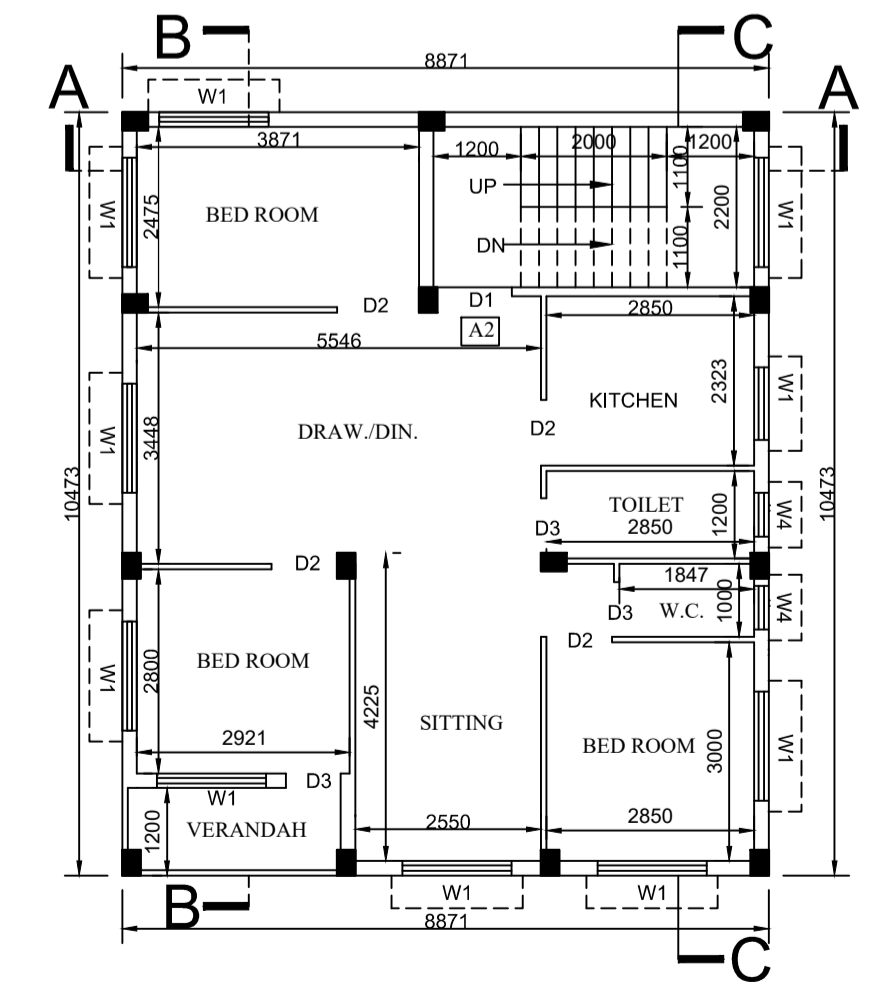 B
C
8871
A
A
W1
3871
1200
2000
1200
1100
UP
2475
BED ROOM
W1
2200
W1
DN
1100
D2
D1
2850
A2
5546
KITCHEN
2323
W1
DRAW./DIN.
D2
3448
W1
10473
10473
TOILET
1200
W4
D3
2850
D2
1847
1000
W.C.
W4
D3
D2
BED ROOM
2800
W1
4225
SITTING
BED ROOM
3000
W1
2921
D3
W1
1200
VERANDAH
2550
2850
W1
W1
B
8871
C